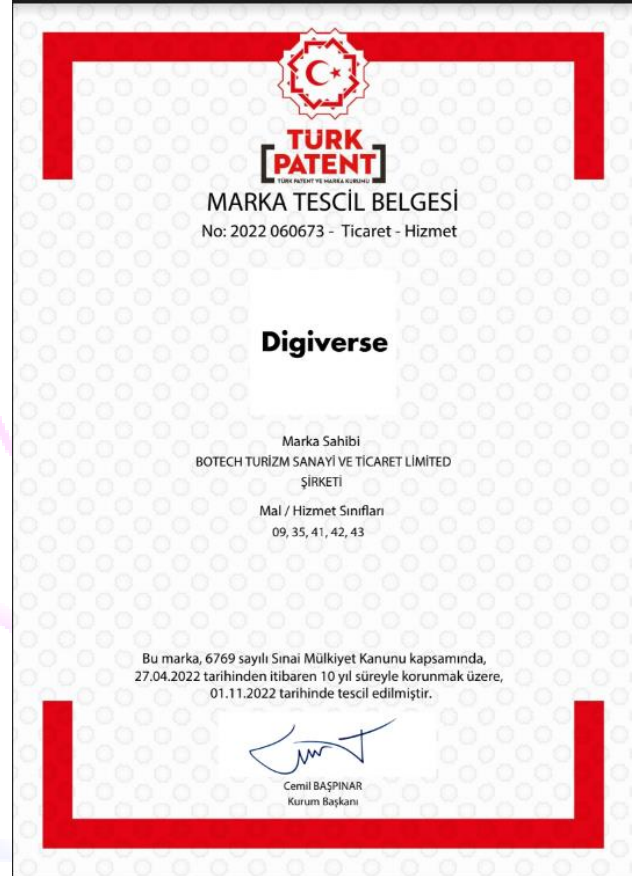 TÜRK
PATENT
TÜRK PATENT VE MARKA KURUMU
MARKA TESCİL BELGESİ
No: 2022 060673 - Ticaret - Hizmet
Digiverse
Marka Sahibi
BOTECH TURİZM SANAYİ VE TİCARET LİMİTED
ŞİRKETİ
Mal / Hizmet Sınıfları
09, 35, 41, 42, 43
Bu marka, 6769 sayılı Sınai Mülkiyet Kanunu kapsamında,
27.04.2022 tarihinden itibaren 10 yıl süreyle korunmak üzere,
01.11.2022 tarihinde tescil edilmiştir.
Cemil BAŞPINAR
Kurum Başkanı